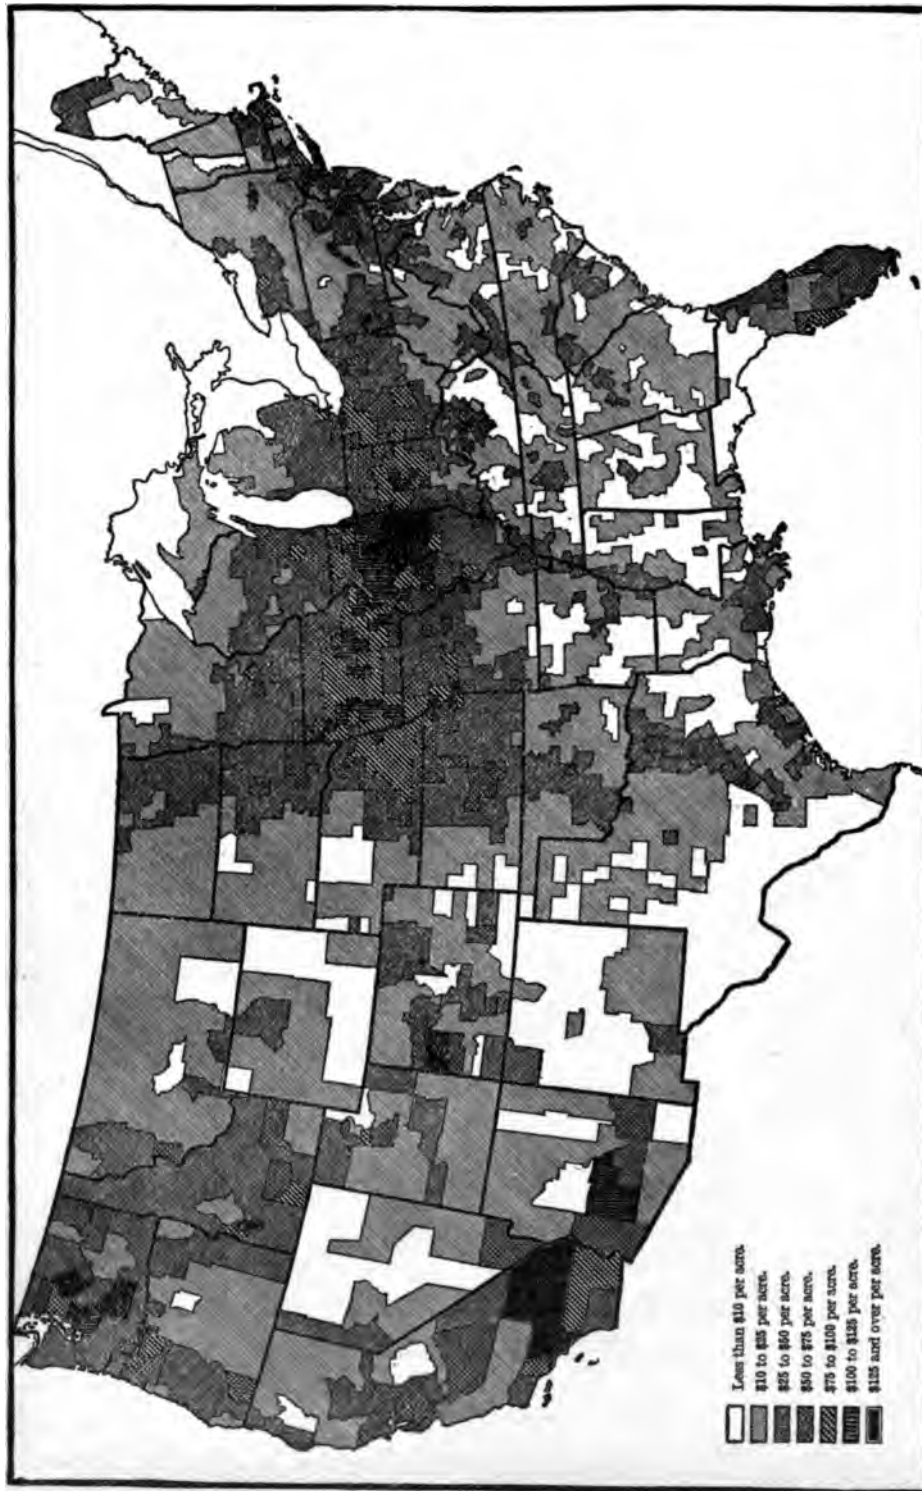 Less than $10 per acre.
$10 to $25 per acre.
$25 to $50 per acre.
$50 to $75 per acre.
$75 to $100 per acre.
$100 to $125 per acre.
$125 and over per acre.